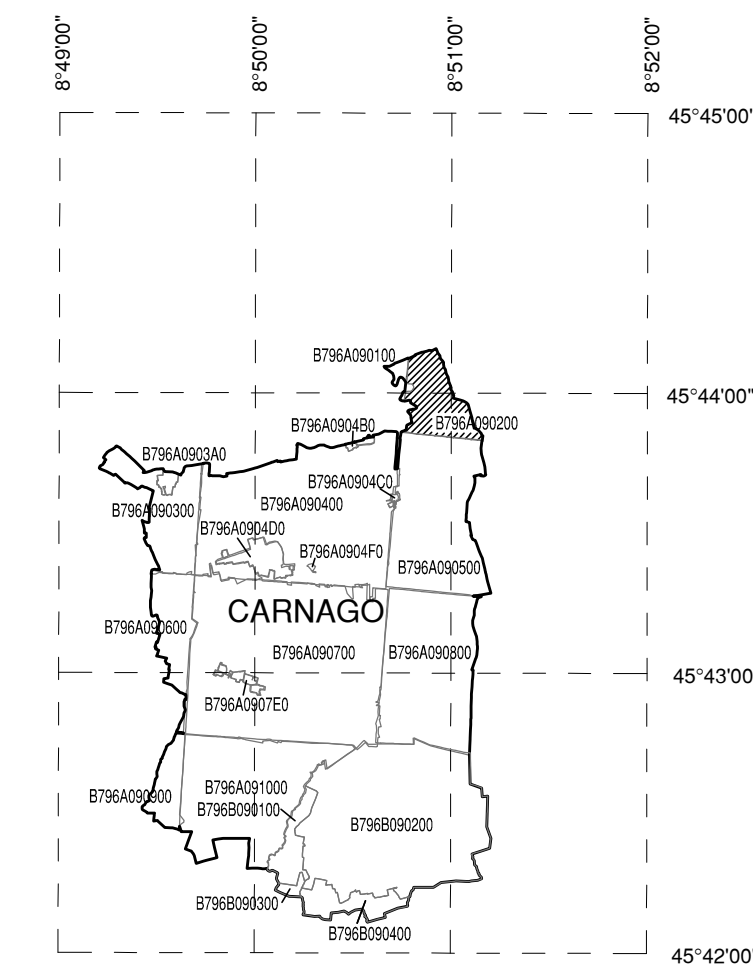 8°49'00"
8°50'00"
8°51'00"
8°52'00"
45°45'00"
B796A090100
45°44'00"
B796A0904B0
B796A090200
B796A0903A0
B796A0904C0
B796A090400
B796A090300
B796A0904D0
B796A0904F0
B796A090500
CARNAGO
B796A090600
B796A090700
B796A090800
45°43'00
B796A0907E0
B796A091000
B796A090900
B796B090100
B796B090200
B796B090300
B796B090400
45°42'00"